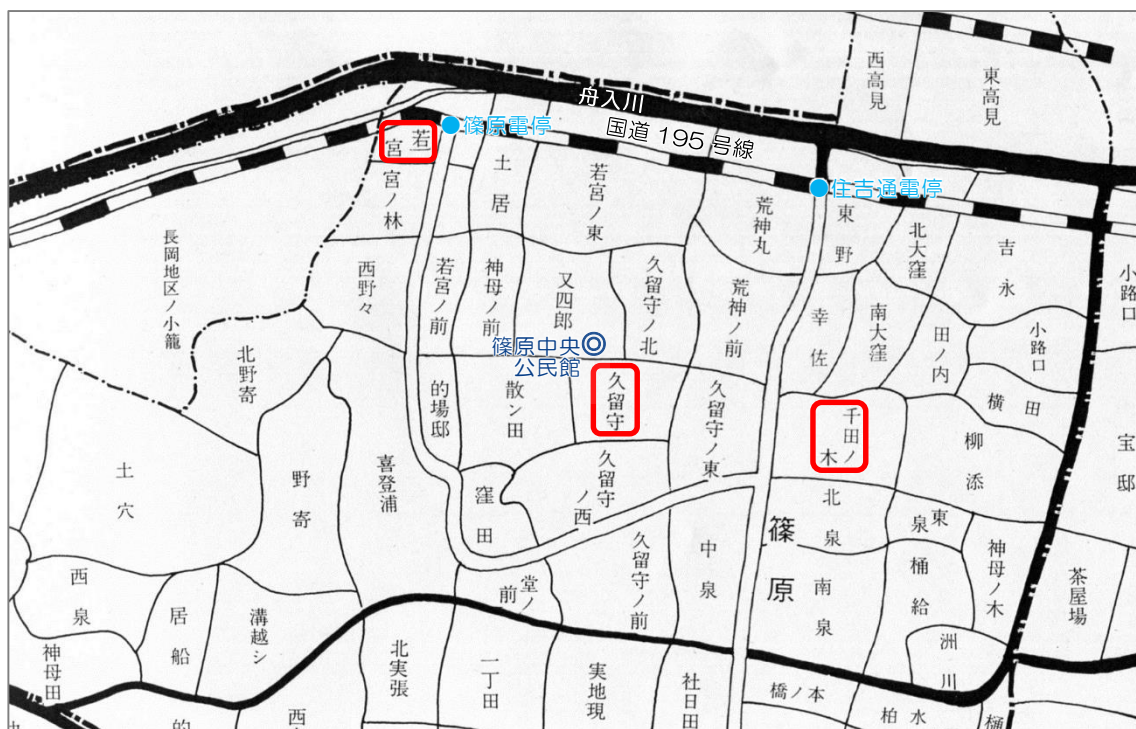 西高見
東高見
舟入川
国道 195 号線
篠原電停
若宮
宮ノ林
土居
若宮ノ東
荒神丸
住吉通電停
東野
北大窪
吉永
小路口
長岡地区ノ小籠
西野々
若宮ノ前
神母ノ前
又四郎
久留守ノ北
荒神ノ前
幸佐
南大窪
田ノ内
小路口
篠原中央
公民館
北野寄
的場邸
散ン田
久留守
久留守ノ東
千田ノ木
横田
柳添
宝邸
土穴
野寄
喜登浦
窪田
久留守ノ西
北泉
東泉
篠原
久留守ノ前
中泉
南泉
桶給
神母ノ木
茶屋場
西泉
居船
溝越シ
堂ノ前
洲川
神母田
北実張
二丁田
実地現
社日田
橋ノ本
柏水
樋
西
的